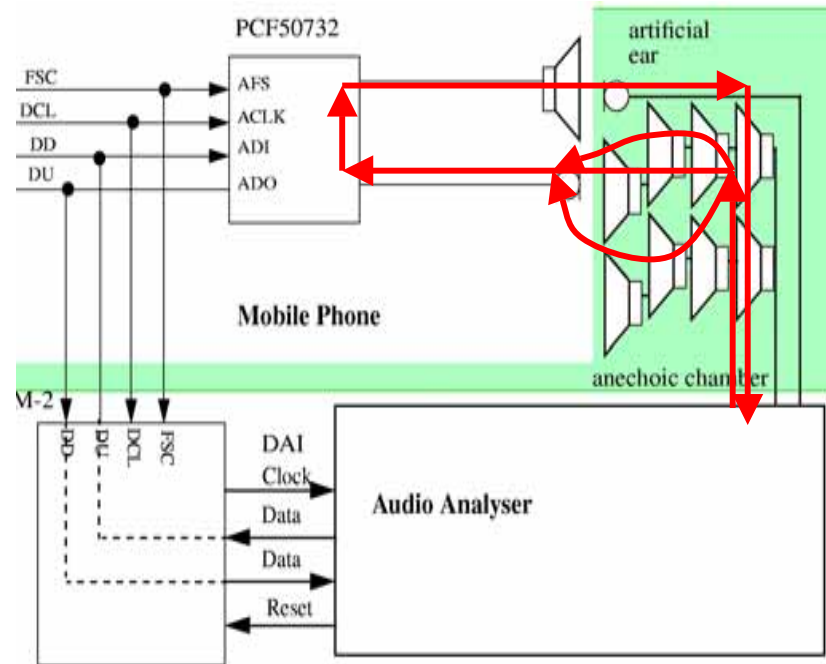 PCF50732
artificial
ear
FSC
AFS
DCL
ACLK
DD
ADI
DU
ADO
Mobile Phone
anechoic chamber
M-2
DD
DU
DCL
FSC
DAI
Clock
Data
Data
Reset
Audio Analyser